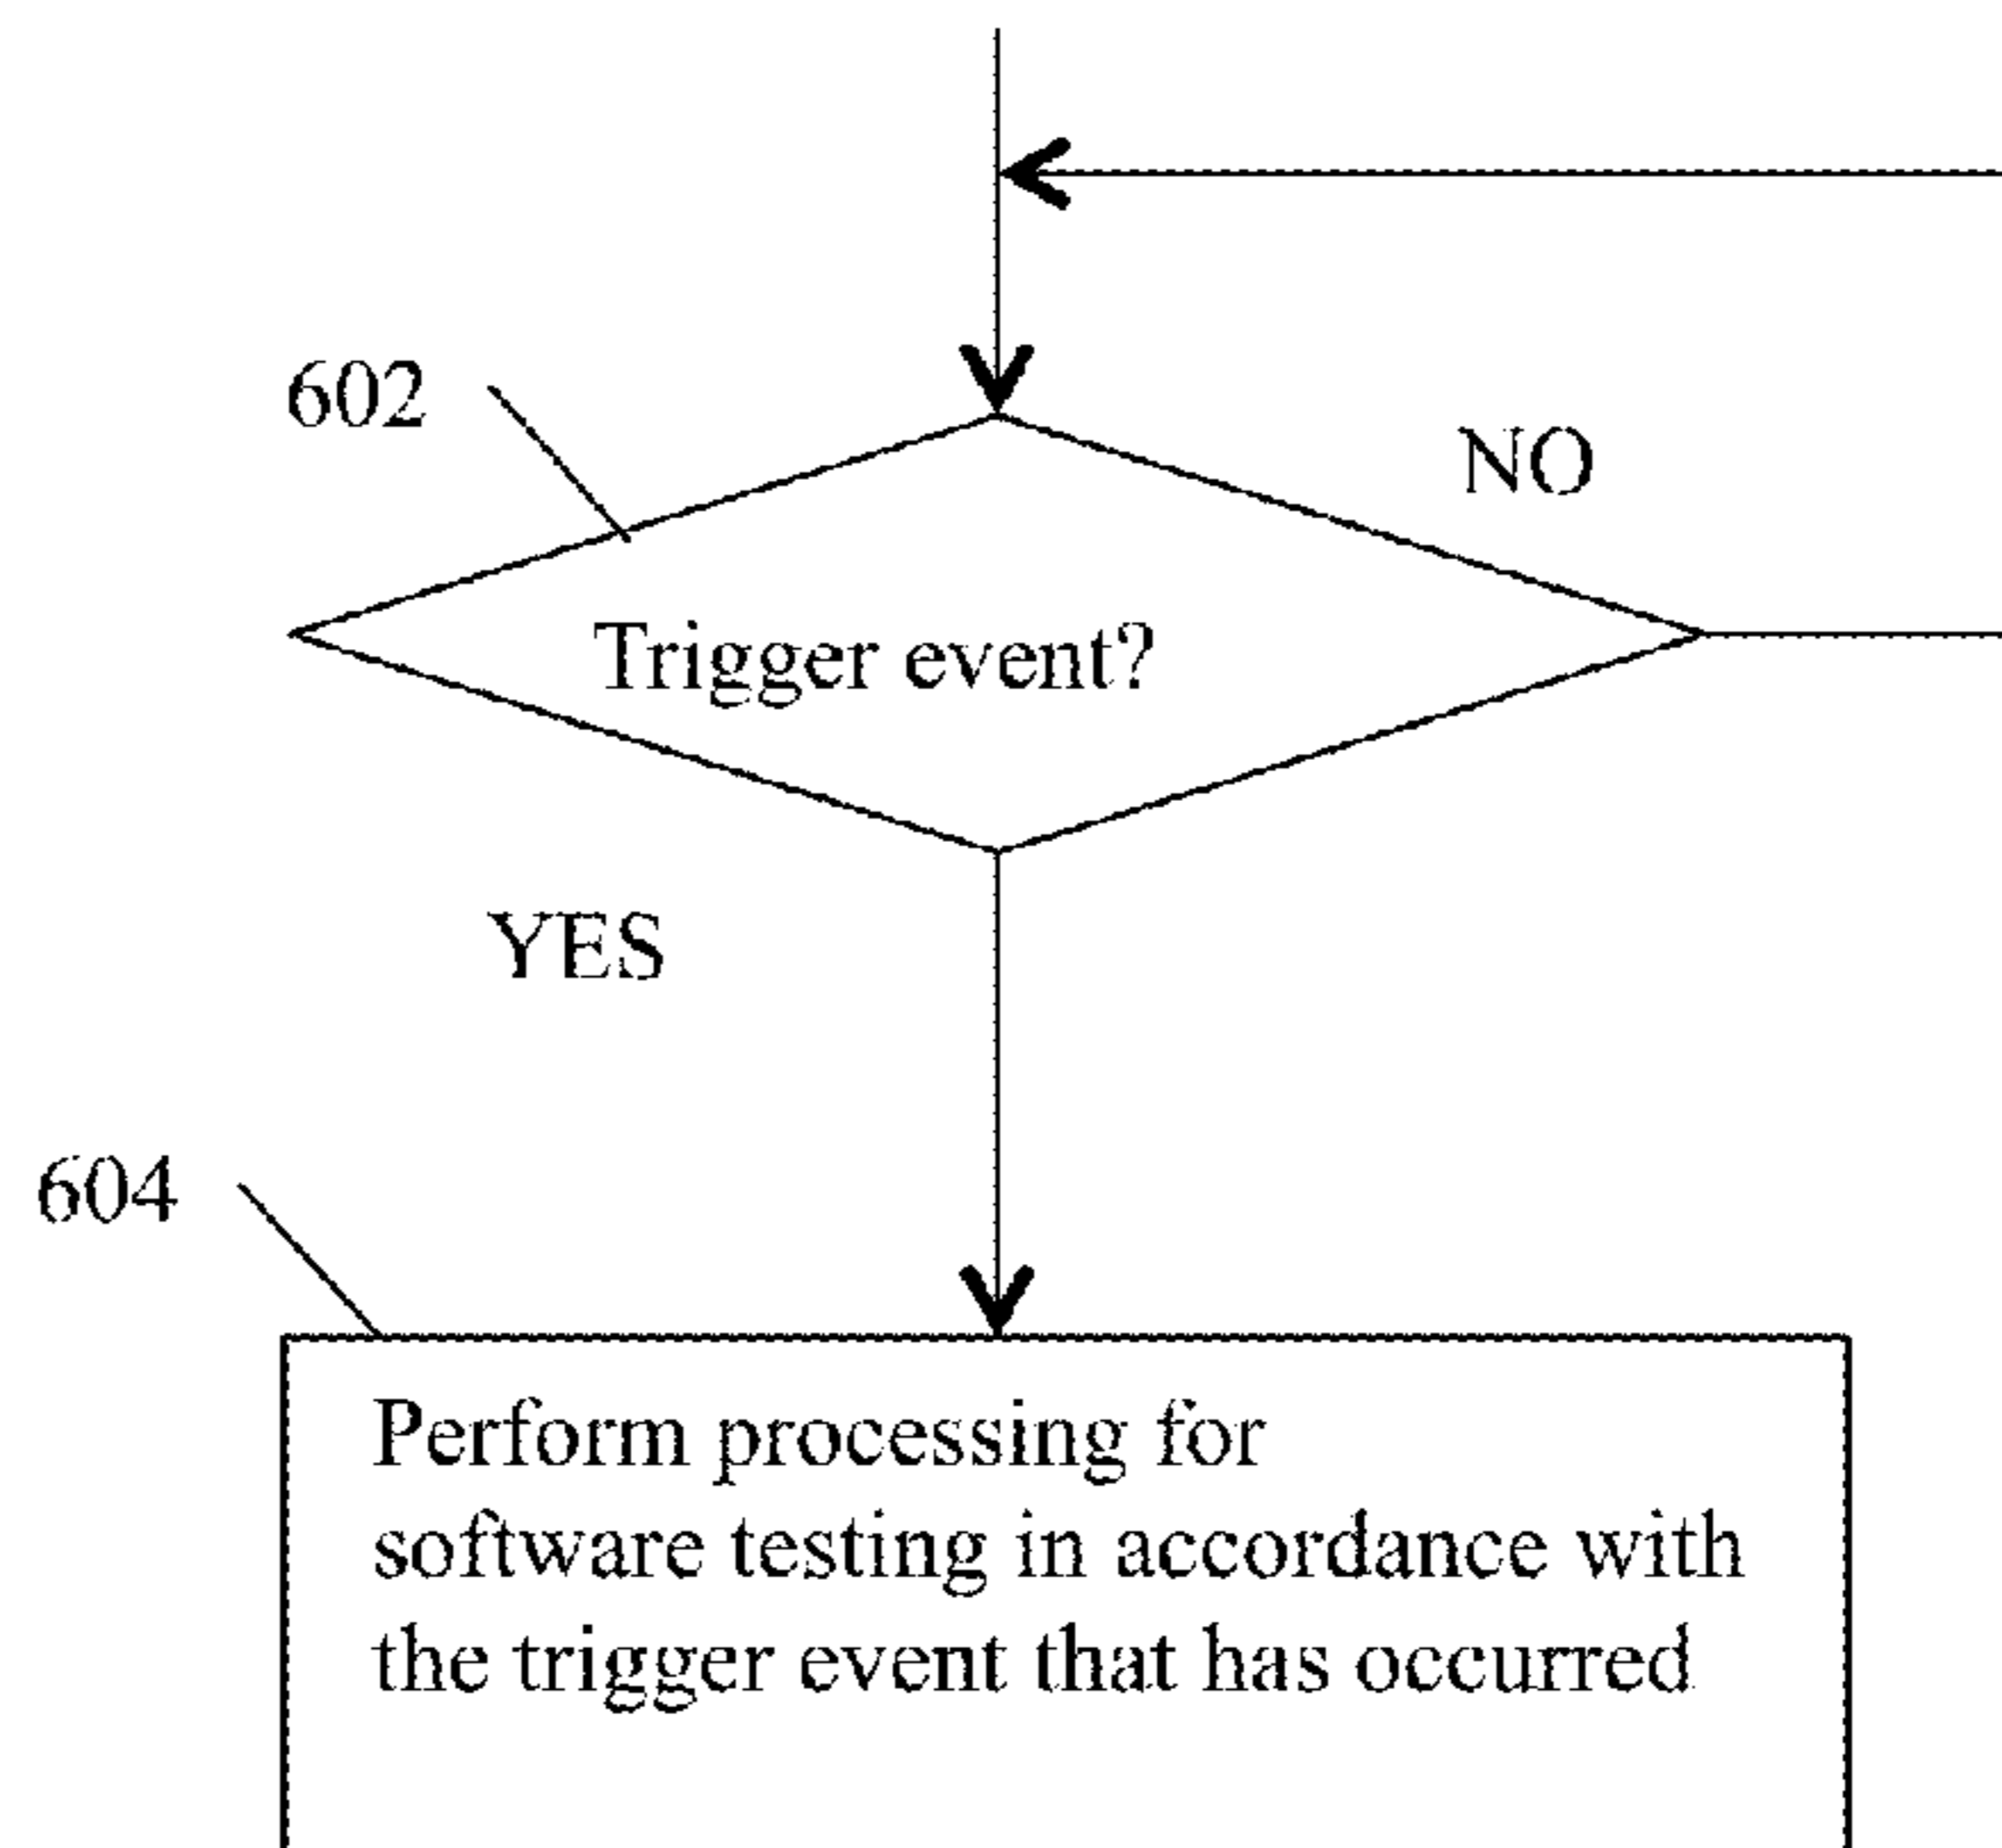 602
NO
Trigger event?
YES
604
Perform processing for
software testing in accordance with
the trigger event that has occurred